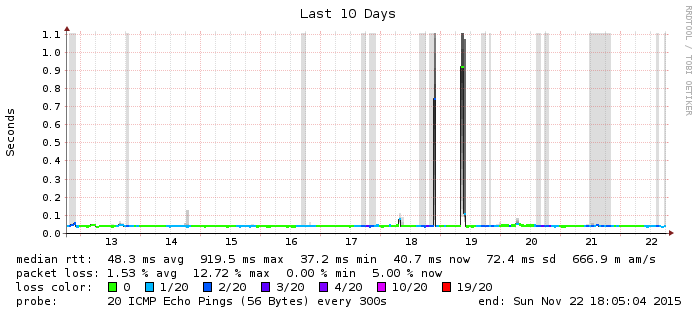 Last 10 Days
RRDTOOL / TOBI OETIKER
Seconds
1.1
1.0
0.9
0.8
0.7
0.6
0.5
0.4
0.3
0.2
0.1
0.0
13 14 15 16 17 18 19 20 21 22
median rtt: 48.3 ms avg 919.5 ms max 37.2 ms min 40.7 ms now 72.4 ms sd 666.9 m am/s
packet loss: 1.53 % avg 12.72 % max 0.00 % min 5.00 % now
loss color: 0 1/20 2/20 3/20 4/20 10/20 19/20
probe: 20 ICMP Echo Pings (56 Bytes) every 300s end: Sun Nov 22 18:05:04 2015